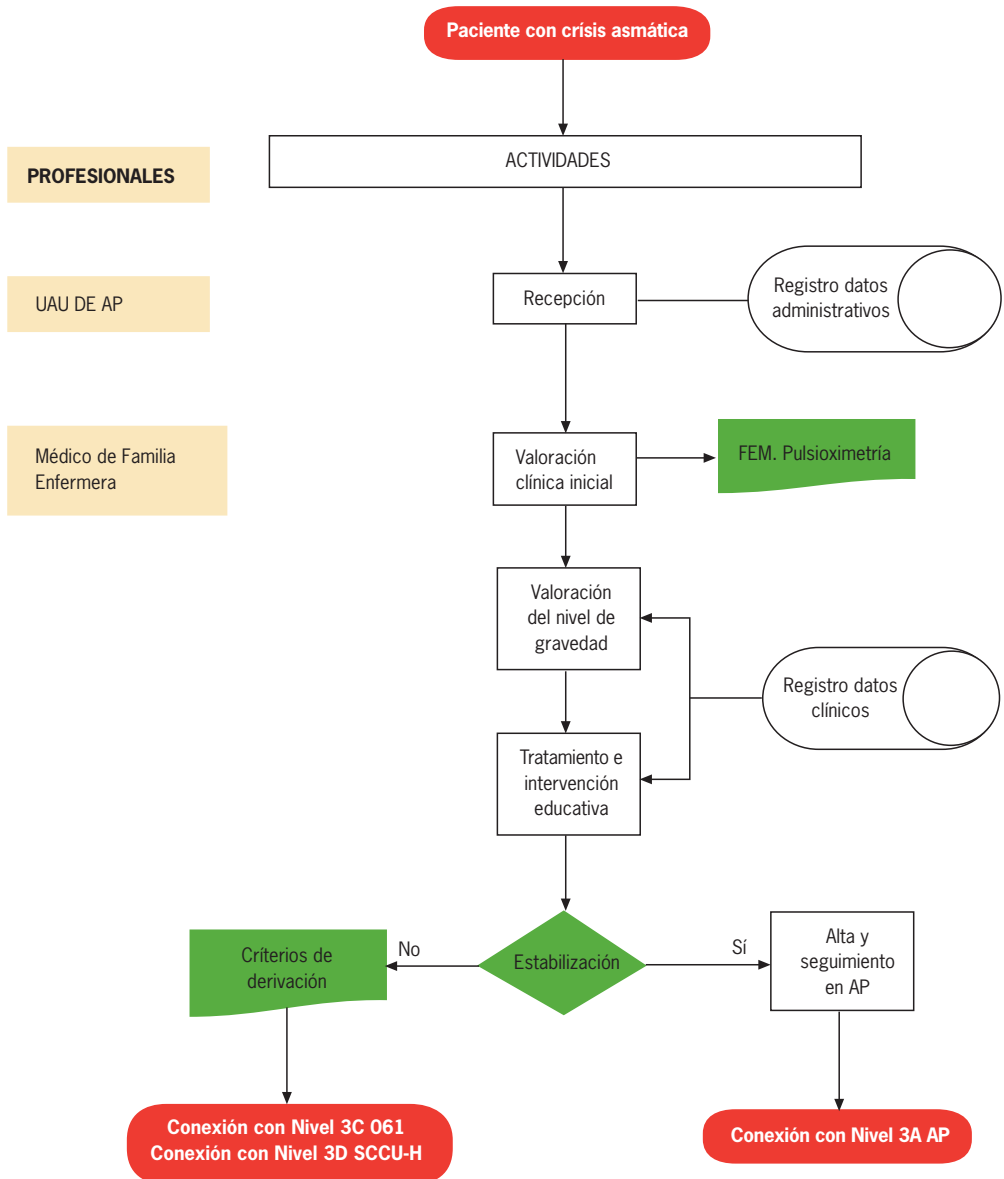 Paciente con crísis asmática
ACTIVIDADES
PROFESIONALES
UAU DE AP
Recepción
Registro datos
administrativos
Médico de Familia
Enfermera
Valoración
clínica inicial
FEM. Pulsioximetría
Valoración
del nivel de
gravedad
Registro datos
clínicos
Tratamiento e
intervención
educativa
Críterios de
derivación
No
Estabilización
Sí
Alta y
seguimiento
en AP
Conexión con Nivel 3C 061
Conexión con Nivel 3D SCCU-H
Conexión con Nivel 3A AP